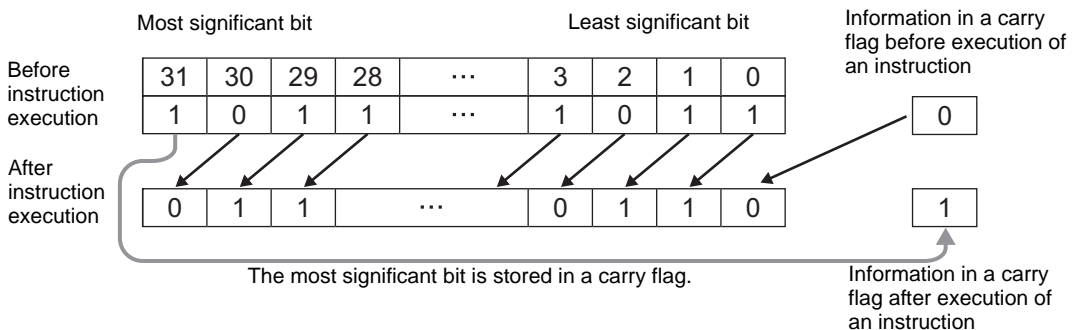 Most significant bit
Least significant bit
Information in a carry
flag before execution of
an instruction
Before
instruction
execution
31 30 29 28 ... 3 2 1 0
1 0 1 1 ... 1 0 1 1
0
After
instruction
execution
0 1 1 ... 0 1 1 0
1
The most significant bit is stored in a carry flag.
Information in a carry
flag after execution of
an instruction